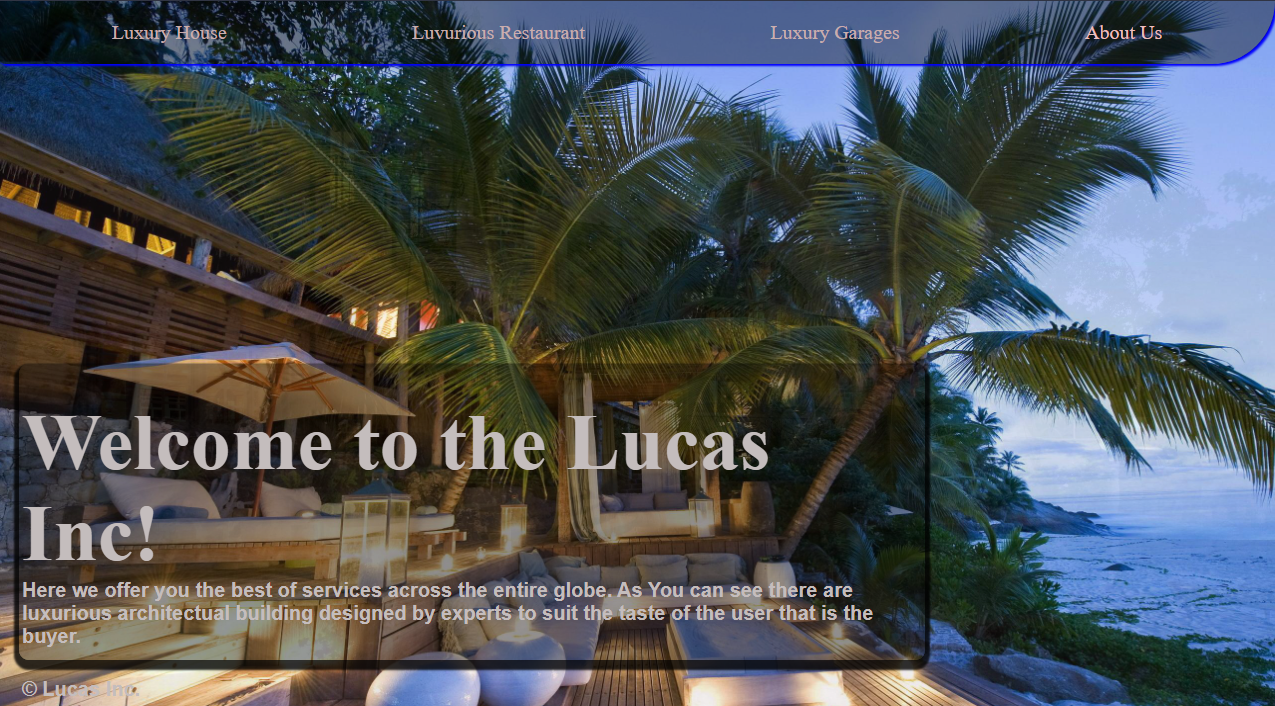 Luxury House Luvurious Restaurant Luxury Garages About Us
Welcome to the Lucas
Inc!
Here we offer you the best of services across the entire globe. As You can see there are
luxurious architectual building designed by experts to suit the taste of the user that is the
buyer.
© Lucas Inc.